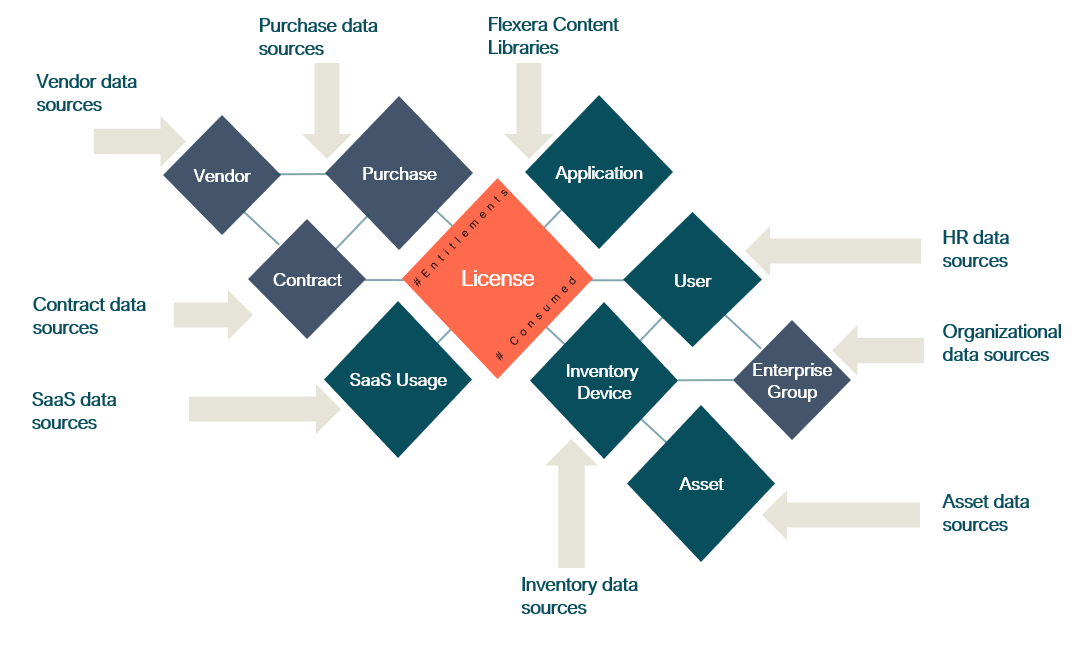 Purchase data
sources
Flexera Content
Libraries
Vendor data
sources
Vendor
Purchase
Application
# Entitlements
License
# Consumed
Contract
User
HR data
sources
Contract data
sources
Organizational
data sources
SaaS Usage
Inventory
Device
Enterprise
Group
SaaS data
sources
Asset
Asset data
sources
Inventory data
sources